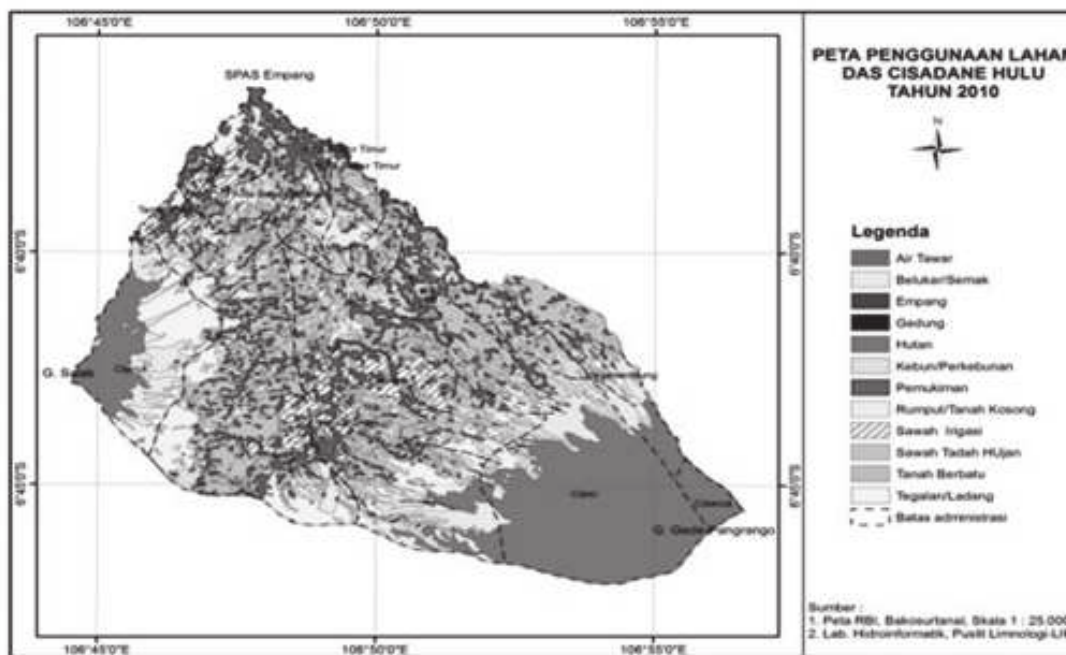 106°45'0"E 106°50'0"E 106°55'0"E
PETA PENGGUNAAN LAHAN
DAS CISADANE HULU
TAHUN 2010
N
SPAS Empang
Timur
Timur
6°40'0"S 6°40'0"S
G. Salak
6°45'0"S 6°45'0"S
G. Gede Pangrango
106°45'0"E 106°50'0"E 106°55'0"E
Legenda
Air Tawar
Belukar/Semak
Empang
Gedung
Hutan
Kebun/Perkebunan
Pemukiman
Rumput/Tanah Kosong
Sawah Irigasi
Sawah Tadah HUjan
Tanah Berbatu
Tegalan/Ladang
Batas administrasi
Sumber :
1. Peta RBI, Bakosurtanal, Skala 1 : 25.000
2. Lab. Hidroinformatik, Puslit Limnologi-LI